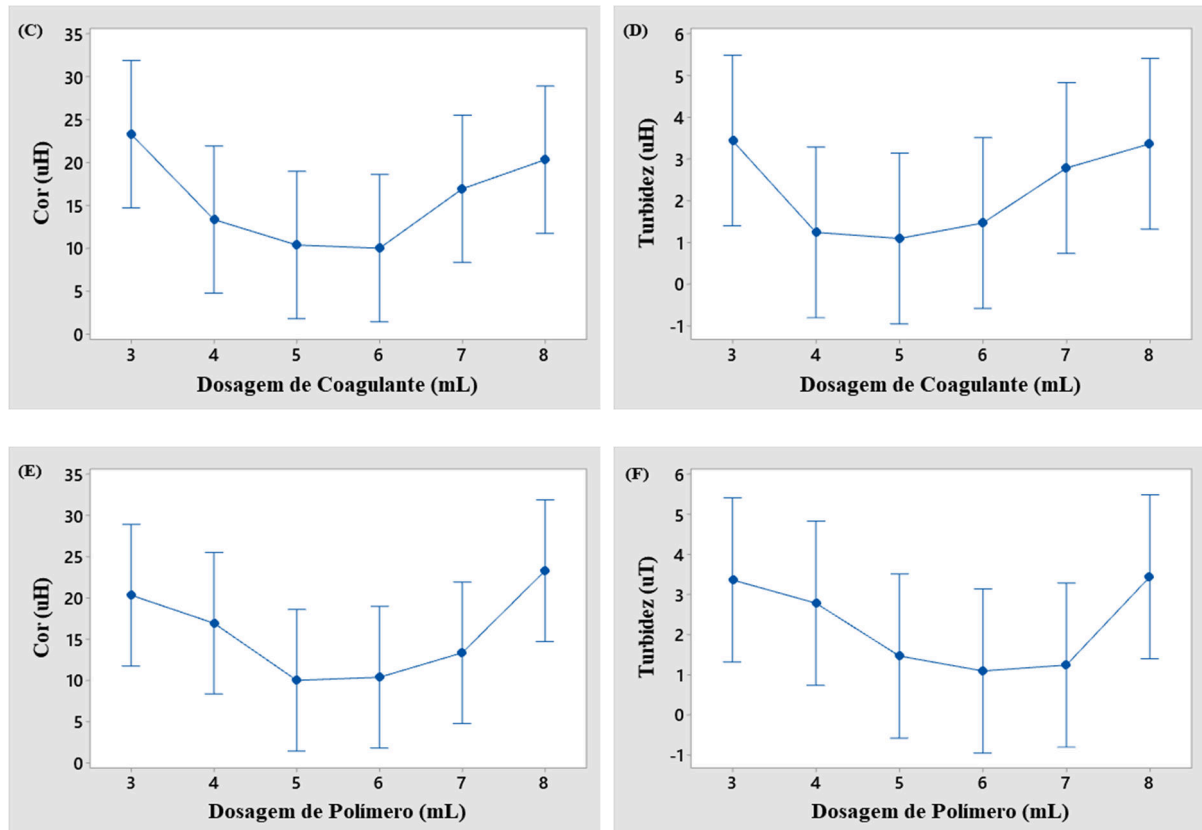 (C)
35
30
25
20
15
10
5
0
Cor (uH)
3 4 5 6 7 8
Dosagem de Coagulante (mL)
(D)
6
5
4
3
2
1
0
-1
Turbidez (uH)
3 4 5 6 7 8
Dosagem de Coagulante (mL)
(E)
35
30
25
20
15
10
5
0
Cor (uH)
3 4 5 6 7 8
Dosagem de Polímero (mL)
(F)
6
5
4
3
2
1
0
-1
Turbidez (uT)
3 4 5 6 7 8
Dosagem de Polímero (mL)